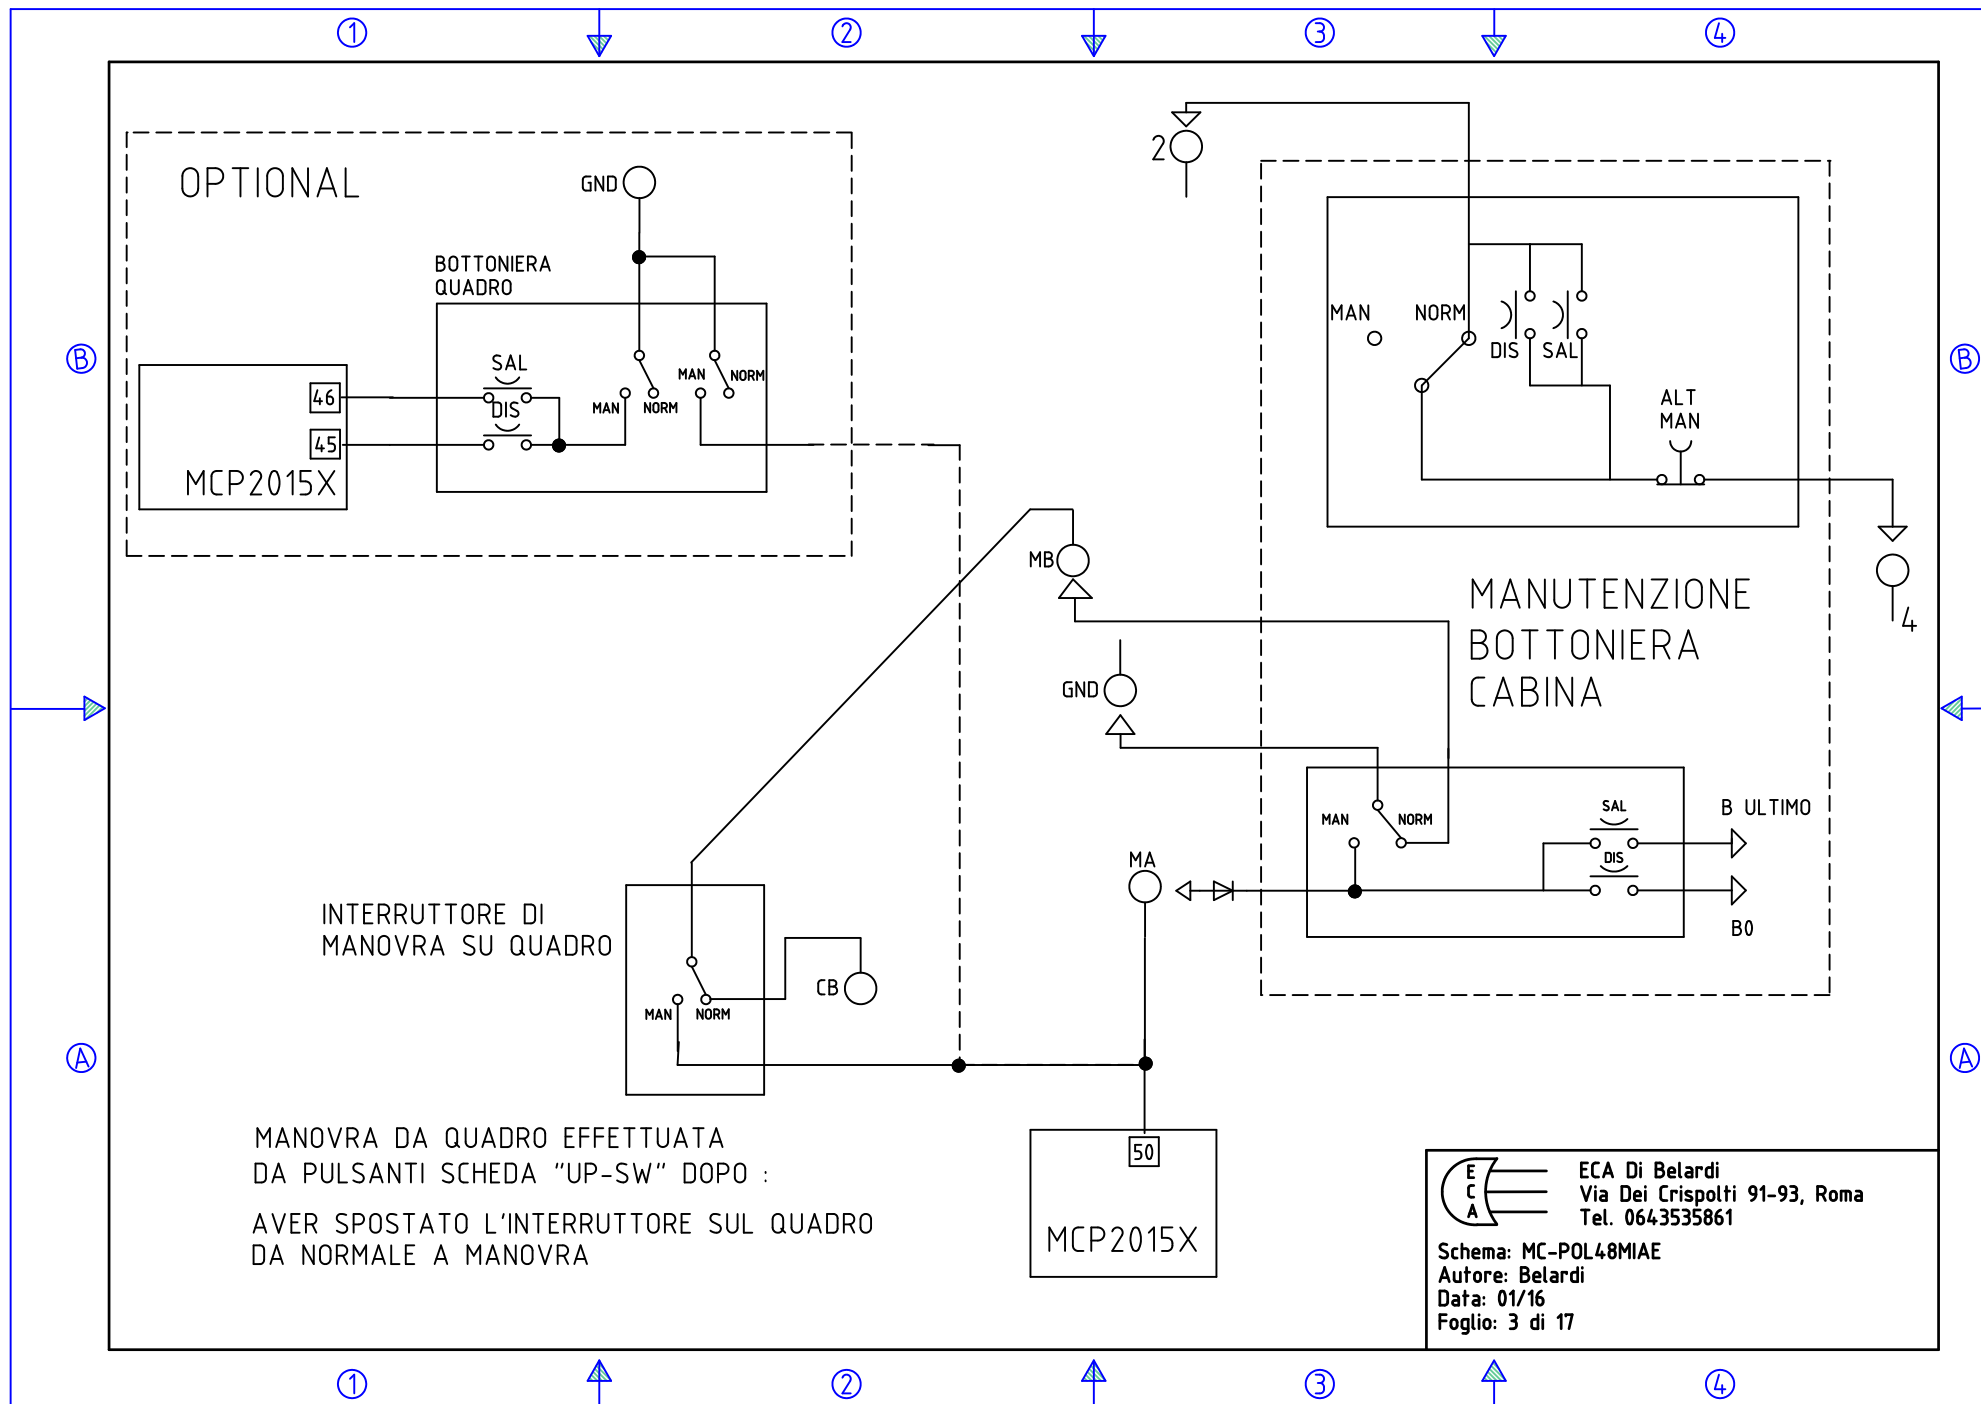 1
2
3
4
OPTIONAL
GND
BOTTONIERA
QUADRO
SAL
DIS
MAN
NORM
MAN
NORM
46
45
MCP2015X
B
B
2
MAN
NORM
DIS
SAL
ALT
MAN
4
MANUTENZIONE
BOTTONIERA
CABINA
MB
GND
MAN
NORM
SAL
DIS
B ULTIMO
B0
MA
INTERRUTTORE DI
MANOVRA SU QUADRO
MAN
NORM
CB
A
A
MANOVRA DA QUADRO EFFETTUATA
DA PULSANTI SCHEDA "UP-SW" DOPO :
AVER SPOSTATO L'INTERRUTTORE SUL QUADRO
DA NORMALE A MANOVRA
50
MCP2015X
E
C
A
ECA Di Belardi
Via Dei Crispolti 91-93, Roma
Tel. 0643535861
Schema: MC-POL48MIAE
Autore: Belardi
Data: 01/16
Foglio: 3 di 17
1
2
3
4